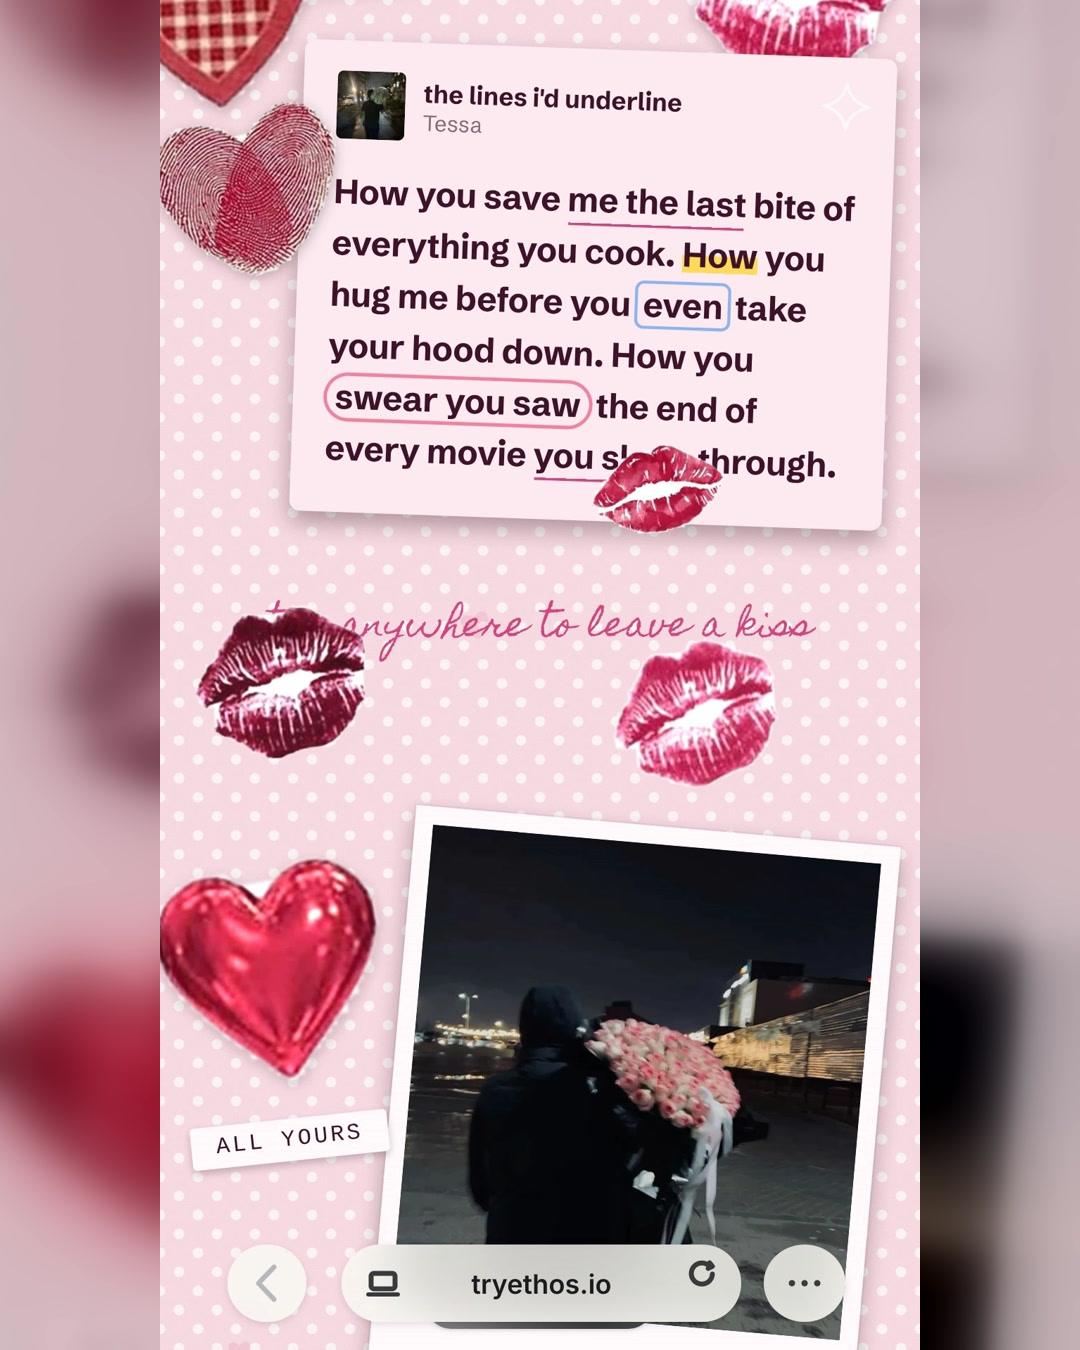 the lines i'd underline
Tessa
How you save me the last bite of
everything you cook. How you
hug me before you even take
your hood down. How you
swear you saw the end of
every movie you through.
anywhere to leave a kiss
ALL YOURS
tryethos.io